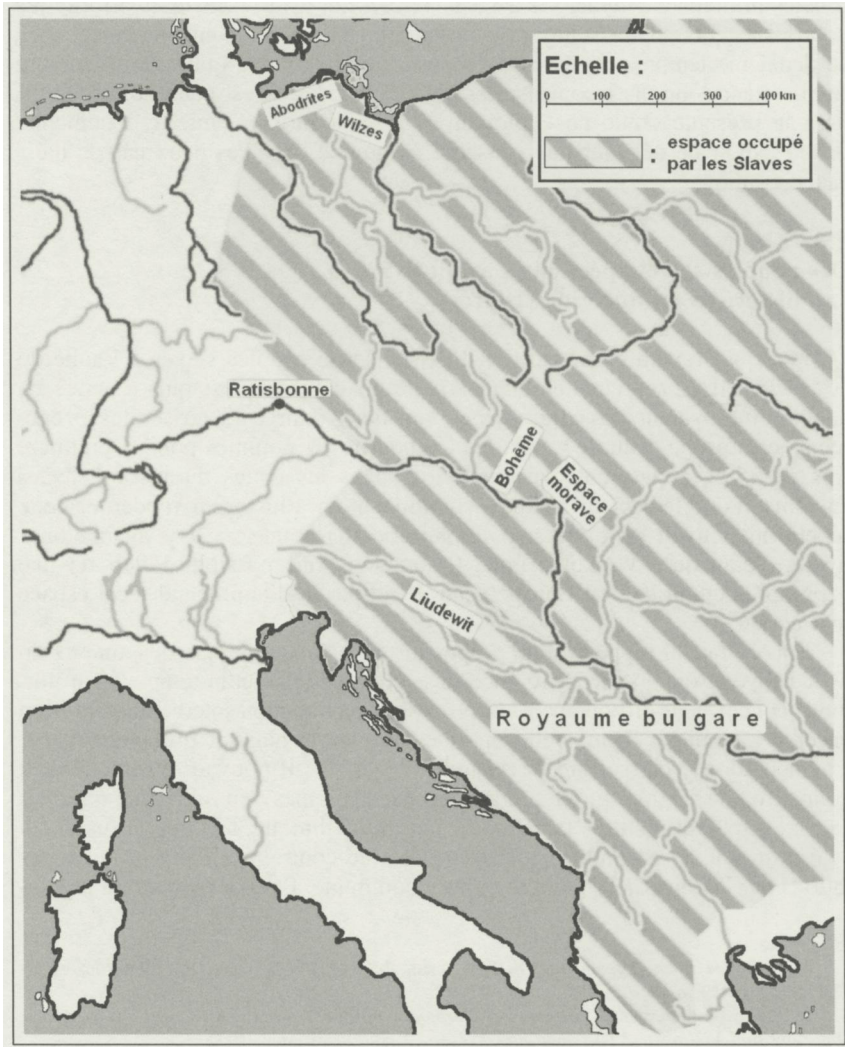 Echelle :
0 100 200 300 400 km
: espace occupé
par les Slaves
Abodrites
Wilzes
Ratisbonne
Bohême
Espace
morave
Liudewit
Royaume bulgare